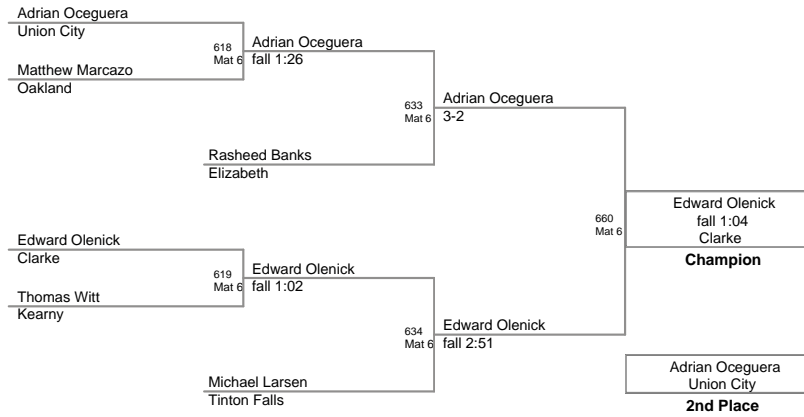 Adrian Oceguera
Union City
618
Mat 6
Adrian Oceguera
fall 1:26
Matthew Marcazo
Oakland
633
Mat 6
Adrian Oceguera
3-2
Rasheed Banks
Elizabeth
660
Mat 6
Edward Olenick
fall 1:04
Clarke
Champion
Edward Olenick
Clarke
619
Mat 6
Edward Olenick
fall 1:02
Thomas Witt
Kearny
634
Mat 6
Edward Olenick
fall 2:51
Michael Larsen
Tinton Falls
Adrian Oceguera
Union City
2nd Place